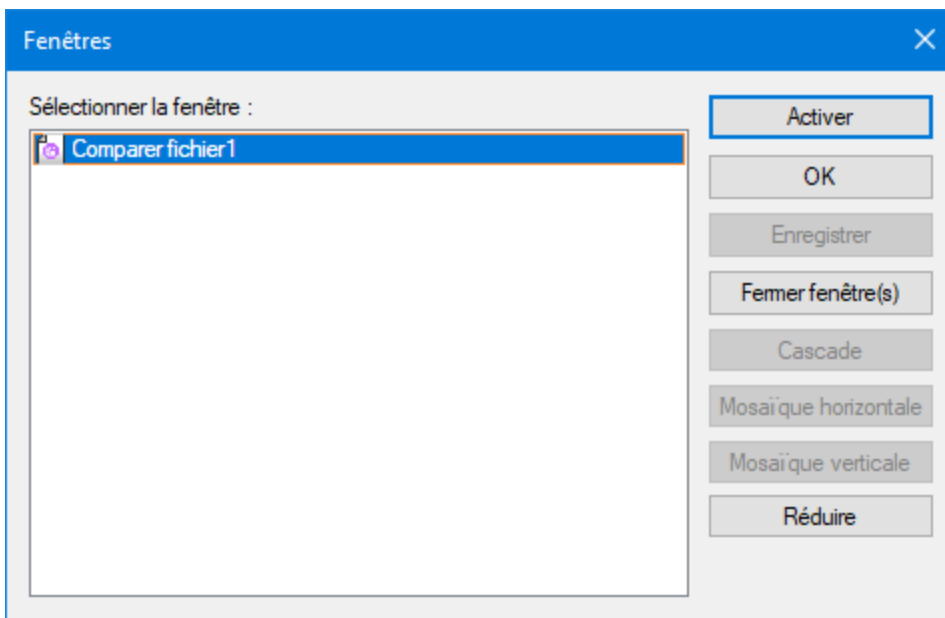 Fenêtres
Sélectionner la fenêtre :
Comparer fichier1
Activer
OK
Enregistrer
Fermer fenêtre(s)
Cascade
Mosaïque horizontale
Mosaïque verticale
Réduire